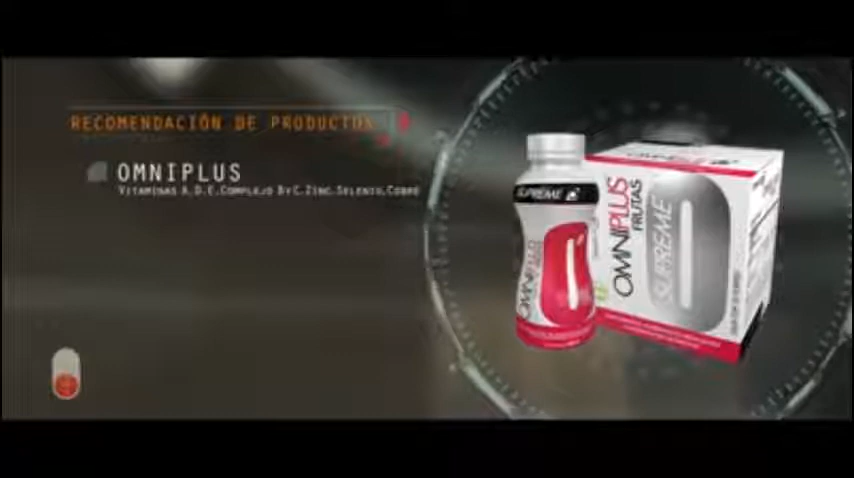 RECOMENDACIÓN DE PRODUCTOS
OMNIPLUS
VITAMINAS A,D,E,COMPLEJO B Y C,ZINC,SELENIO,COBRE
SUPREME
OMNIPLUS
OMNIPLUS
FRUTAS
SUPREME